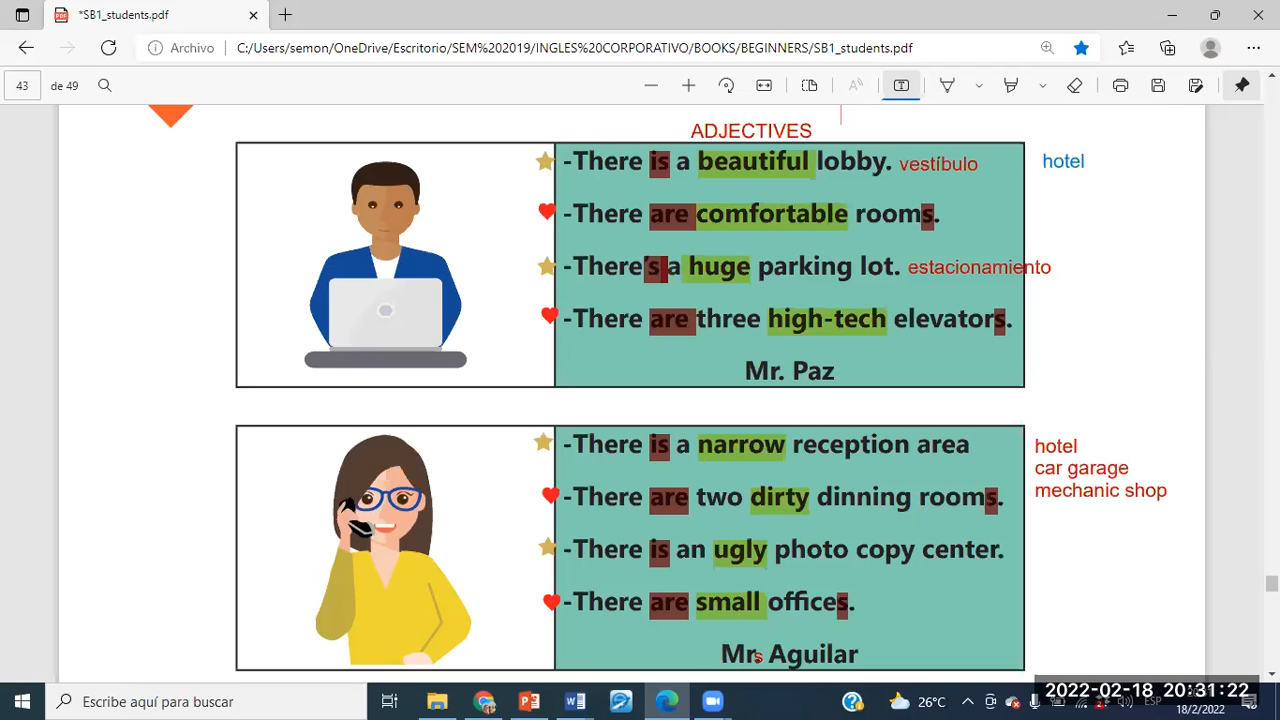 *SB1_students.pdf
Archivo C:/Users/semon/OneDrive/Escritorio/SEM%202019/INGLES%20CORPORATIVO/BOOKS/BEGINNERS/SB1_students.pdf
43 de 49
ADJECTIVES
-There is a beautiful lobby. vestíbulo hotel
-There are comfortable rooms.
-There's a huge parking lot. estacionamiento
-There are three high-tech elevators.
Mr. Paz
-There is a narrow reception area hotel
car garage
-There are two dirty dinning rooms. mechanic shop
-There is an ugly photo copy center.
-There are small offices.
Mrs Aguilar
Escribe aquí para buscar
26°C
ESP
2022-02-18 20:31:22
18/2/2022